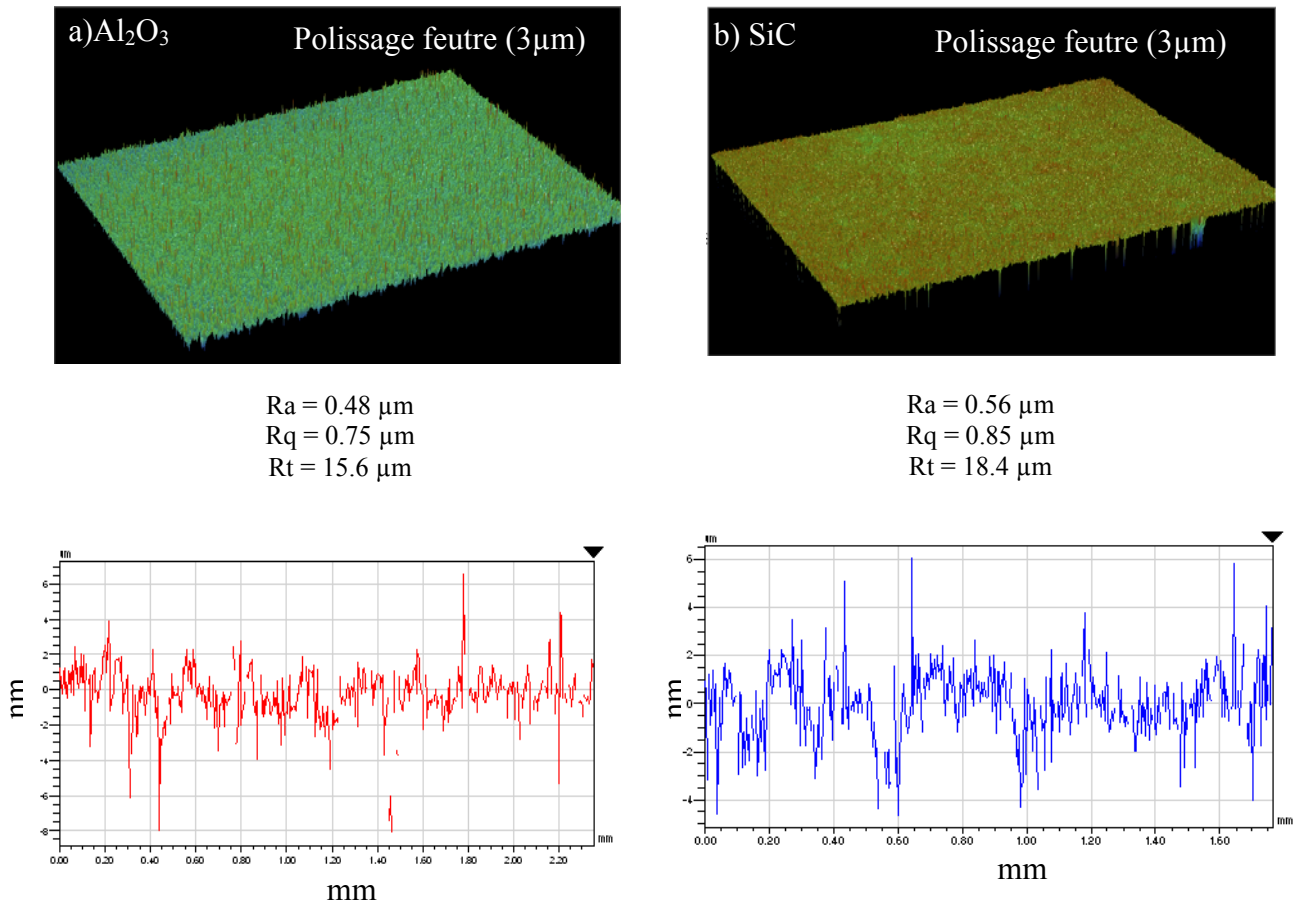 a)Al₂O₃
Polissage feutre (3µm)
b) SiC
Polissage feutre (3µm)
Ra = 0.48 µm
Rq = 0.75 µm
Rt = 15.6 µm
Ra = 0.56 µm
Rq = 0.85 µm
Rt = 18.4 µm
um
6
4
2
0
-2
-4
-6
-8
nm
mm
0.00 0.20 0.40 0.60 0.80 1.00 1.20 1.40 1.60 1.80 2.00 2.20
mm
um
6
4
2
0
-2
-4
nm
mm
0.00 0.20 0.40 0.60 0.80 1.00 1.20 1.40 1.60
mm